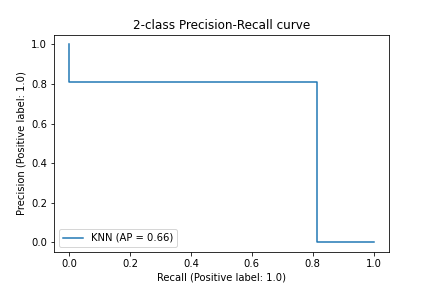 2-class Precision-Recall curve
Precision (Positive label: 1.0)
1.0
0.8
0.6
0.4
0.2
0.0
KNN (AP = 0.66)
0.0 0.2 0.4 0.6 0.8 1.0
Recall (Positive label: 1.0)